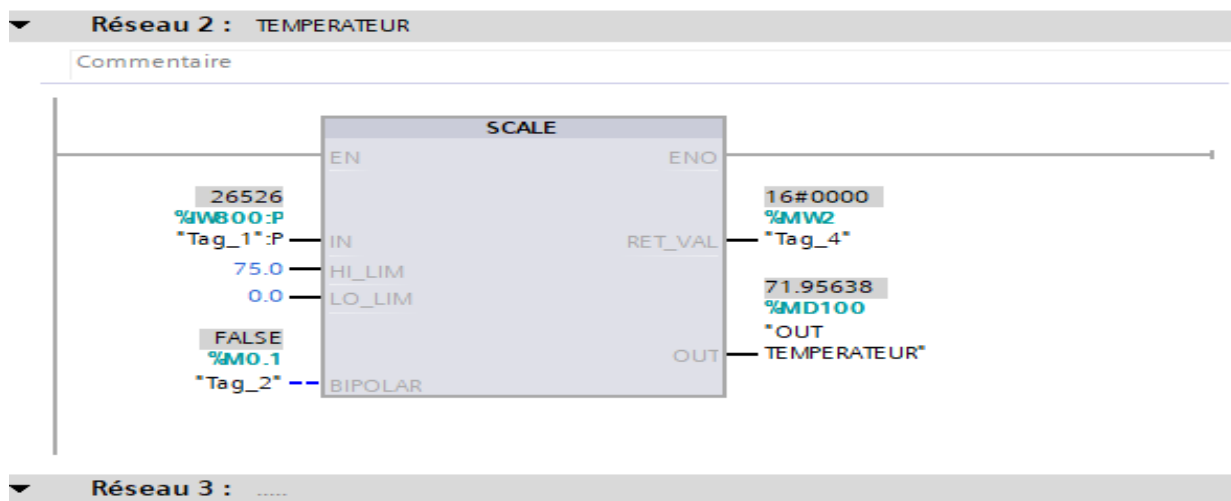 Réseau 2 : TEMPERATEUR
Commentaire
SCALE
EN ENO
26526
%IW800:P
"Tag_1":P IN
75.0 HI_LIM
0.0 LO_LIM
FALSE
%M0.1
"Tag_2" BIPOLAR
16#0000
%MW2
RET_VAL "Tag_4"
71.95638
%MD100
"OUT
OUT TEMPERATEUR"
Réseau 3 : .....